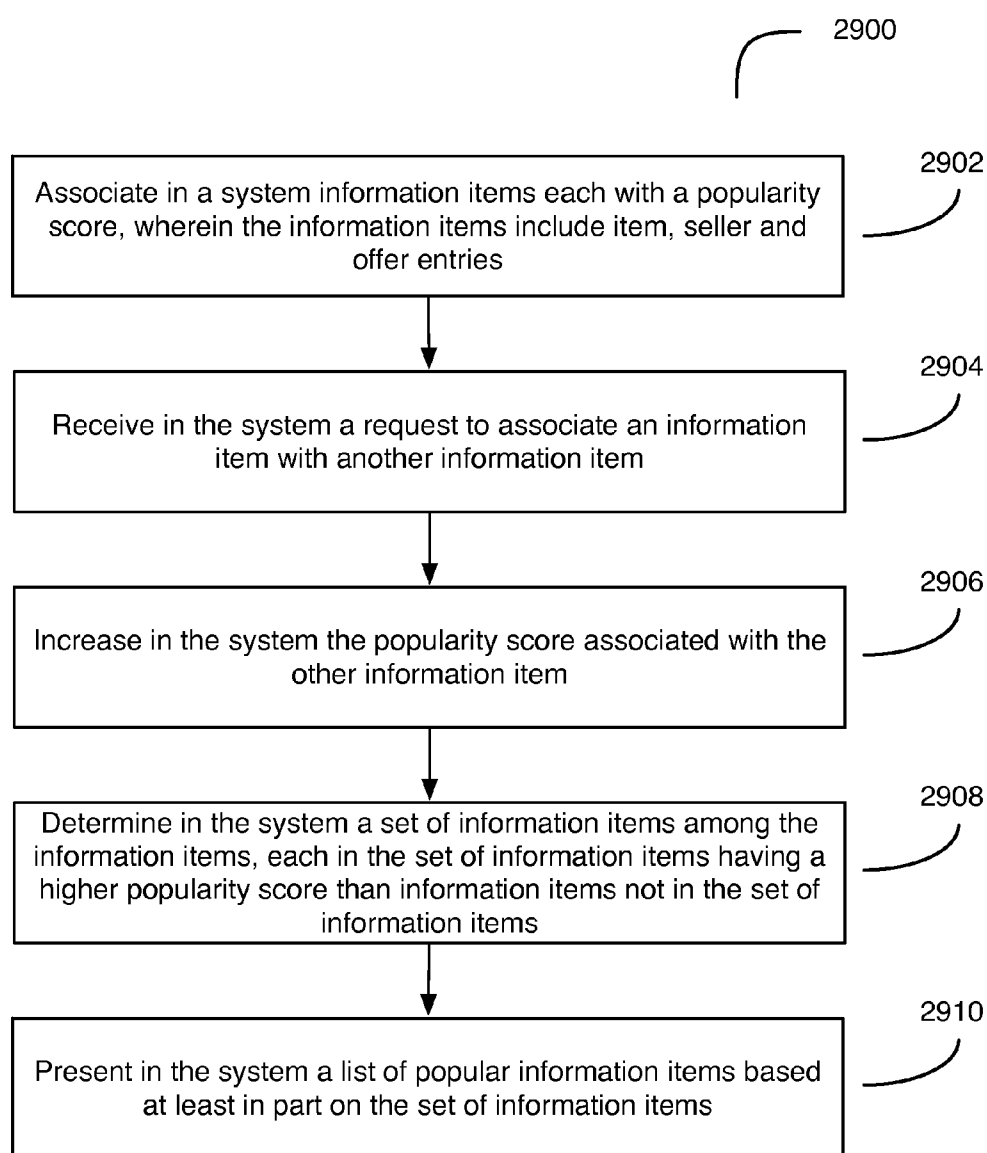 2900
2902
Associate in a system information items each with a popularity
score, wherein the information items include item, seller and
offer entries
2904
Receive in the system a request to associate an information
item with another information item
2906
Increase in the system the popularity score associated with the
other information item
2908
Determine in the system a set of information items among the
information items, each in the set of information items having a
higher popularity score than information items not in the set of
information items
2910
Present in the system a list of popular information items based
at least in part on the set of information items